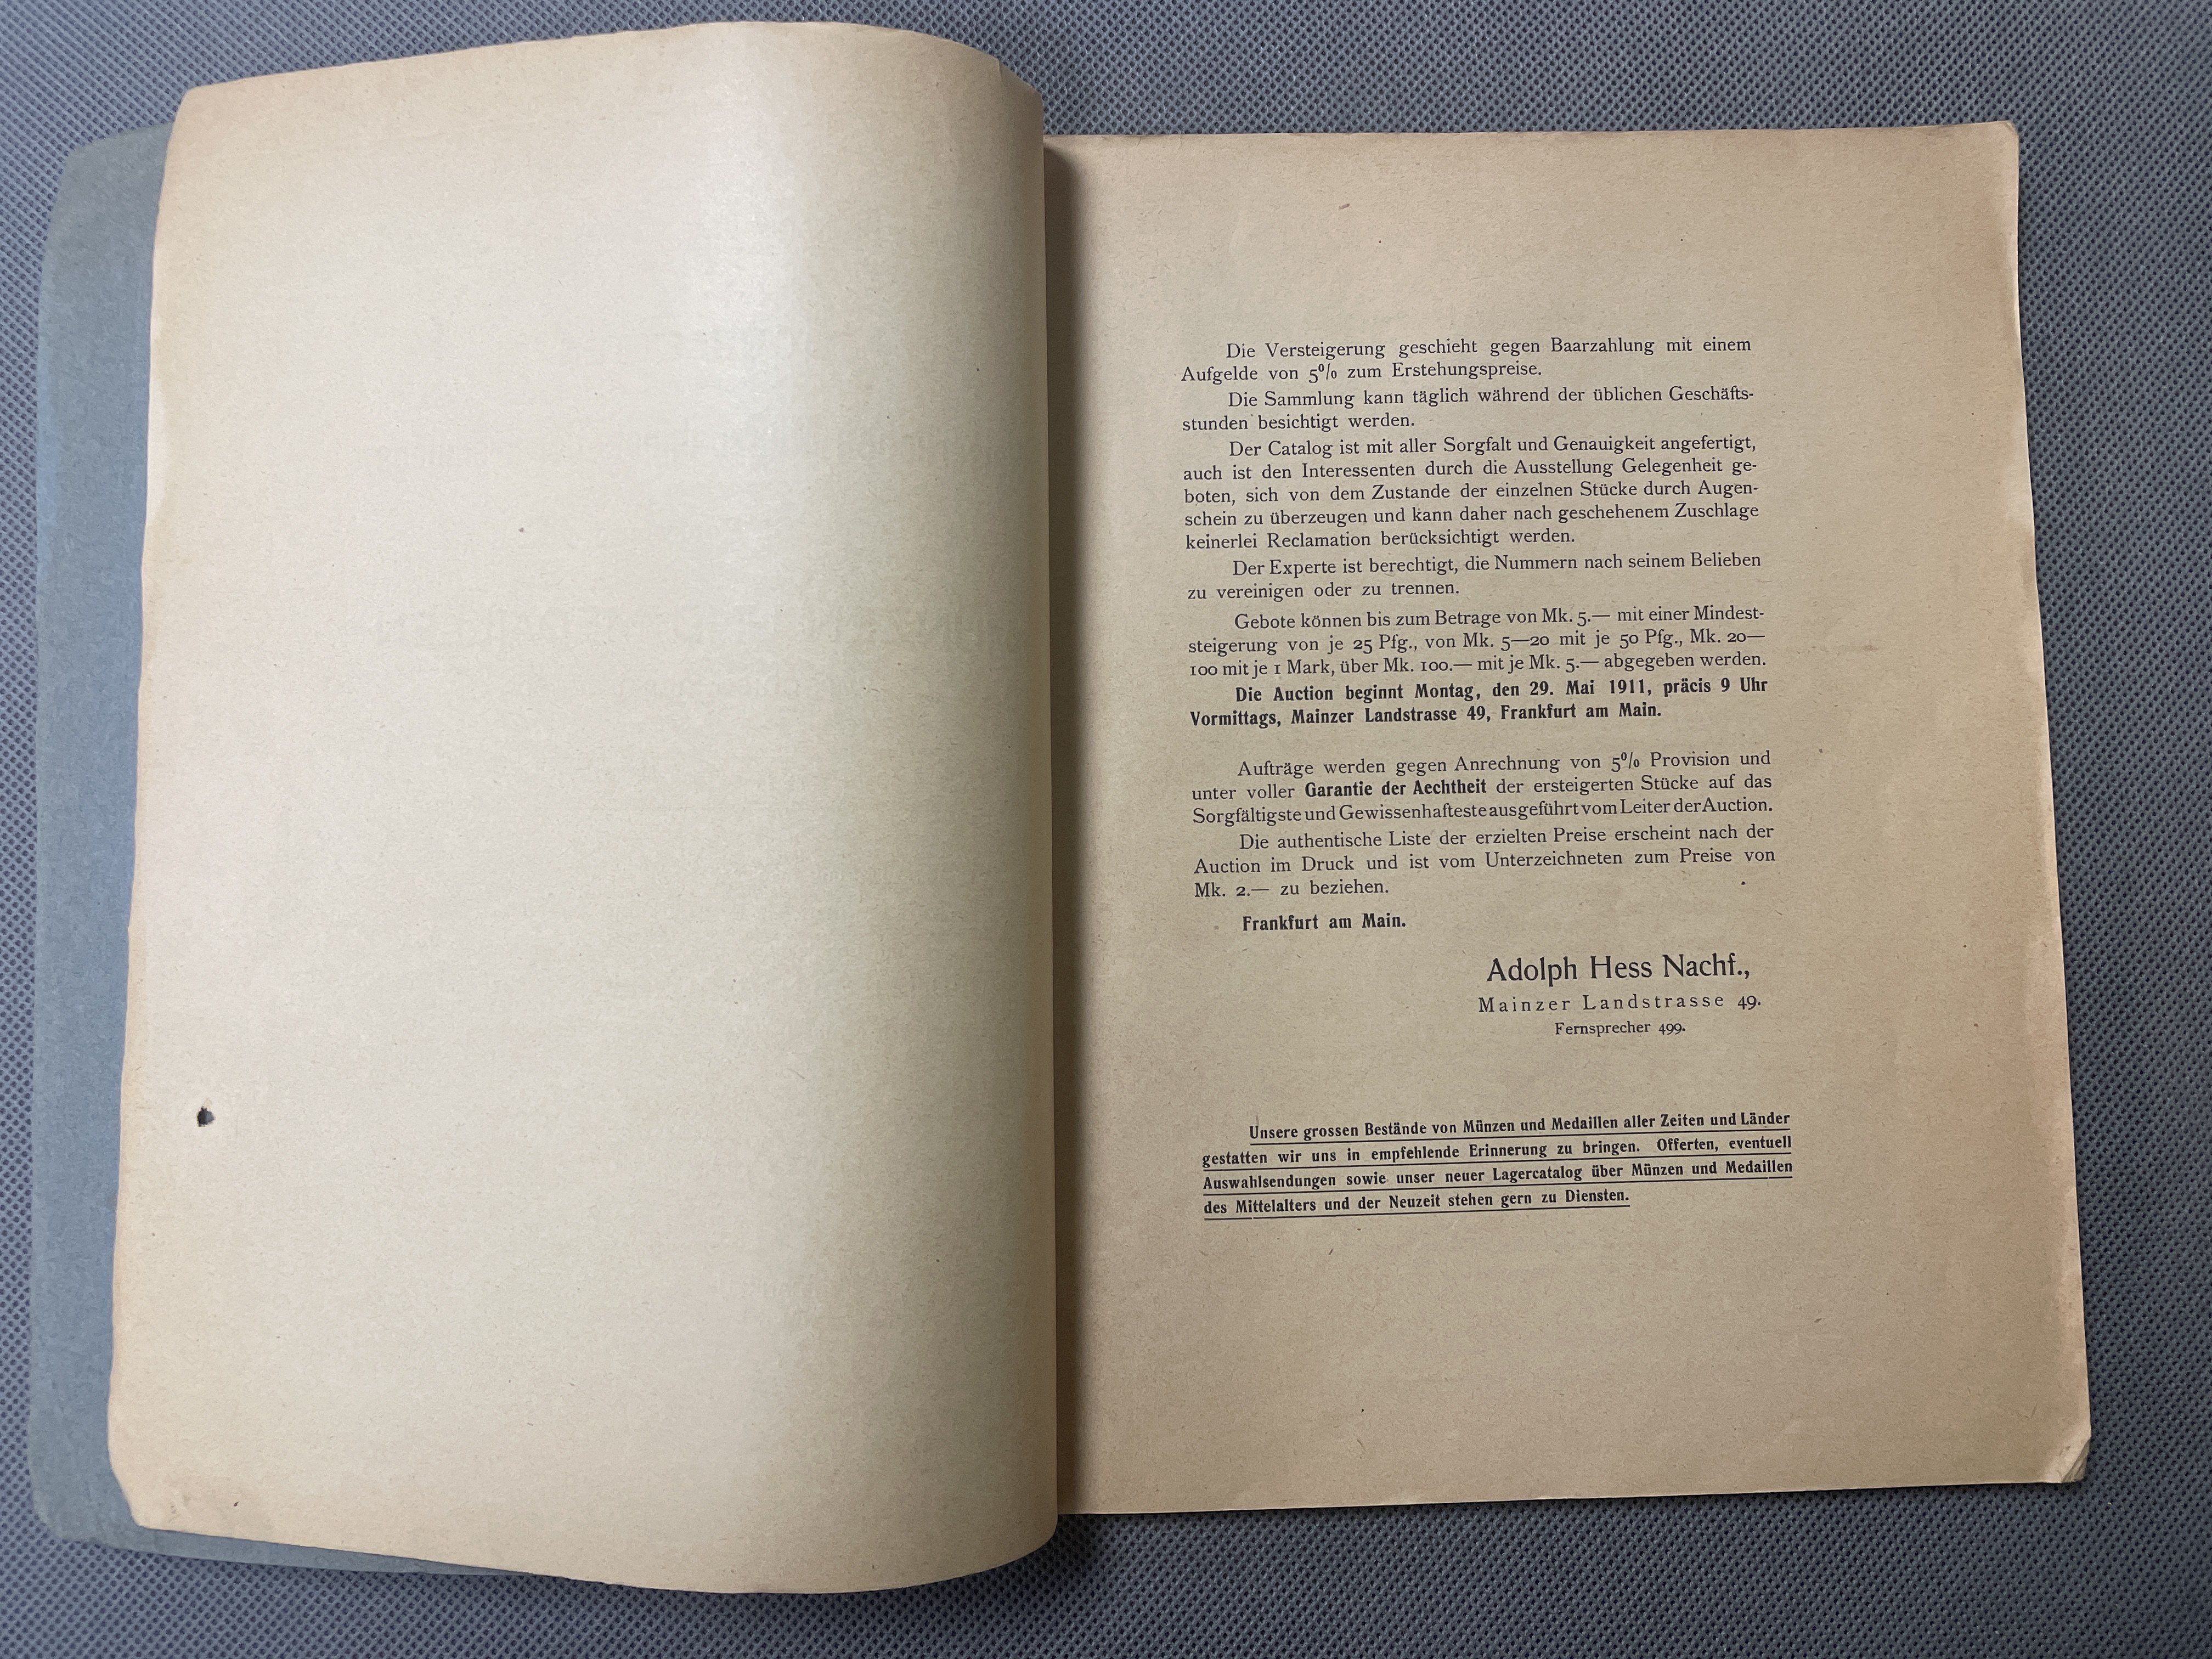 Die Versteigerung geschieht gegen Baarzahlung mit einem
Aufgelde von 5% zum Erstehungspreise.
Die Sammlung kann täglich während der üblichen Geschäfts-
stunden besichtigt werden.
Der Catalog ist mit aller Sorgfalt und Genauigkeit angefertigt,
auch ist den Interessenten durch die Ausstellung Gelegenheit ge-
boten, sich von dem Zustande der einzelnen Stücke durch Augen-
schein zu überzeugen und kann daher nach geschehenem Zuschlage
keinerlei Reclamation berücksichtigt werden.
Der Experte ist berechtigt, die Nummern nach seinem Belieben
zu vereinigen oder zu trennen.
Gebote können bis zum Betrage von Mk. 5.— mit einer Mindest-
steigerung von je 25 Pfg., von Mk. 5—20 mit je 50 Pfg., Mk. 20—
100 mit je 1 Mark, über Mk. 100.— mit je Mk. 5.— abgegeben werden.
Die Auction beginnt Montag, den 29. Mai 1911, präcis 9 Uhr
Vormittags, Mainzer Landstrasse 49, Frankfurt am Main.
Aufträge werden gegen Anrechnung von 5% Provision und
unter voller Garantie der Aechtheit der ersteigerten Stücke auf das
Sorgfältigste und Gewissenhafteste ausgeführt vom Leiter der Auction.
Die authentische Liste der erzielten Preise erscheint nach der
Auction im Druck und ist vom Unterzeichneten zum Preise von
Mk. 2.— zu beziehen.
Frankfurt am Main.
Adolph Hess Nachf.,
Mainzer Landstrasse 49.
Fernsprecher 499.
Unsere grossen Bestände von Münzen und Medaillen aller Zeiten und Länder
gestatten wir uns in empfehlende Erinnerung zu bringen. Offerten, eventuell
Auswahlsendungen sowie unser neuer Lagercatalog über Münzen und Medaillen
des Mittelalters und der Neuzeit stehen gern zu Diensten.